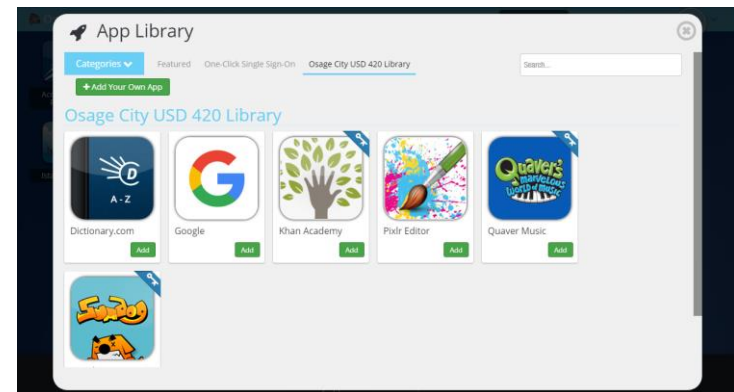 App Library
Categories
Featured
One-Click Single Sign-On
Osage City USD 420 Library
Search...
+ Add Your Own App
Osage City USD 420 Library
D
A - Z
G
QUAVER'S
MARVELOUS
WORLD of MUSIC
Dictionary.com
Google
Khan Academy
Pixlr Editor
Quaver Music
Add
Add
Add
Add
Add
Sumdog